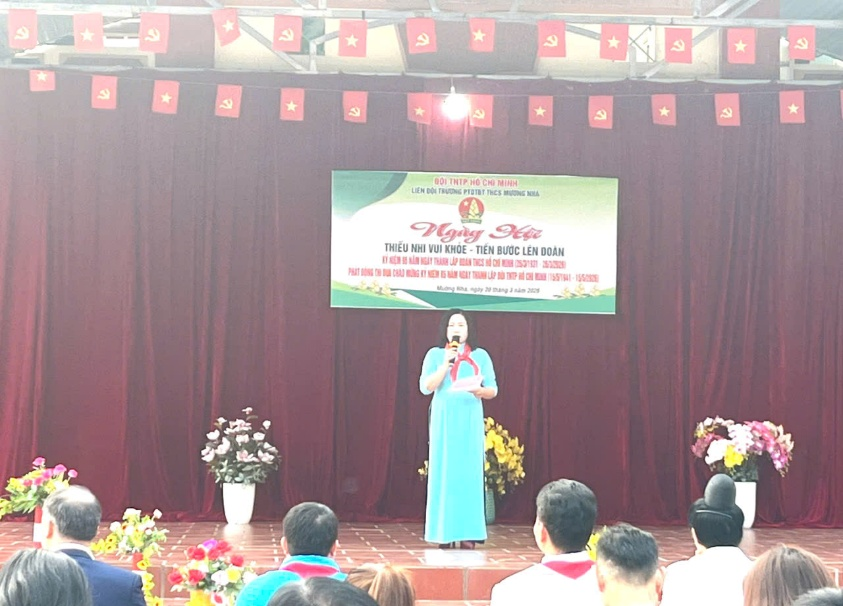 ĐỘI TNTP HỒ CHÍ MINH
LIÊN ĐỘI TRƯỜNG PTDTBT THCS MƯỜNG NHÀ
Ngày Hội
THIẾU NHI VUI KHỎE - TIẾN BƯỚC LÊN ĐOÀN
KỶ NIỆM 95 NĂM NGÀY THÀNH LẬP ĐOÀN TNCS HỒ CHÍ MINH (26/3/1931 - 26/3/2026)
PHÁT ĐỘNG THI ĐUA CHÀO MỪNG KỶ NIỆM 85 NĂM NGÀY THÀNH LẬP ĐỘI TNTP HỒ CHÍ MINH (15/5/1941 - 15/5/2026)
Mường Nhà, ngày 20 tháng 3 năm 2026